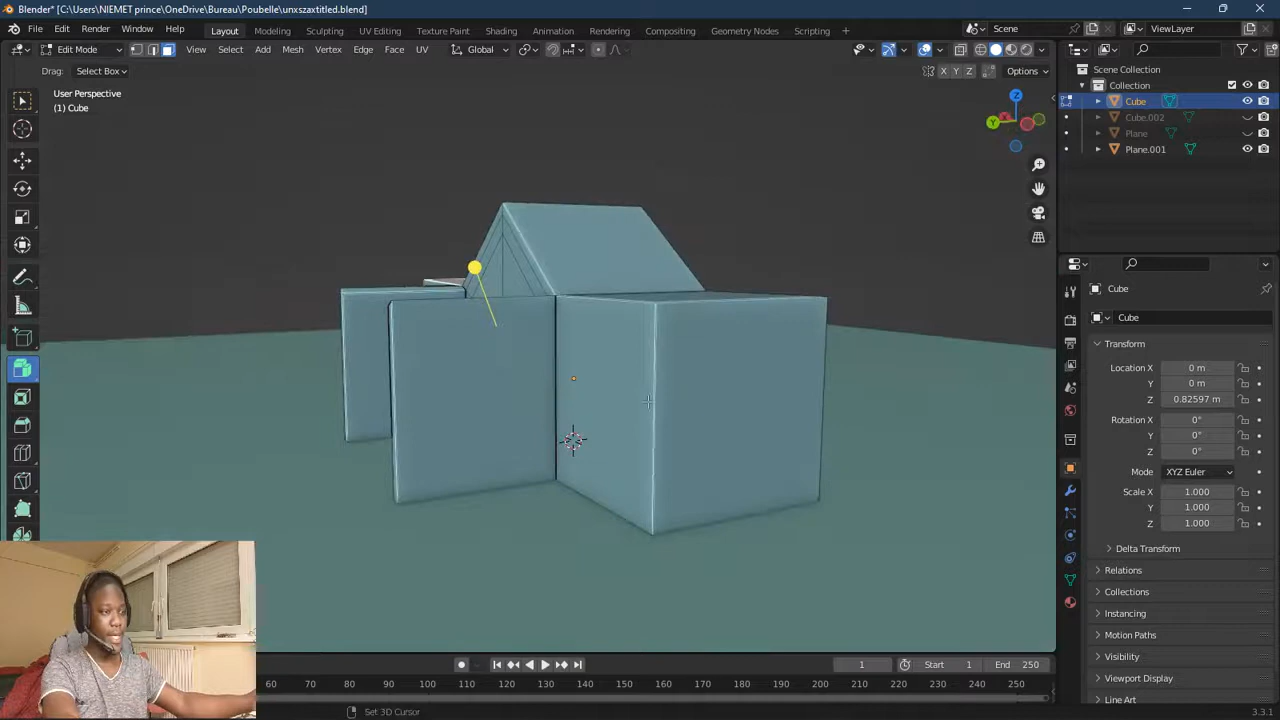 Blender* [C:\Users\NIEMET prince\OneDrive\Bureau\Poubelle\unxszaxtitled.blend]
File Edit Render Window Help Layout Modeling Sculpting UV Editing Texture Paint Shading Animation Rendering Compositing Geometry Nodes Scripting + Scene ViewLayer
Edit Mode View Select Add Mesh Vertex Edge Face UV Global
Drag: Select Box X Y Z Options
User Perspective
(1) Cube
Z
Y
Scene Collection
Collection
Cube
Cube.002
Plane
Plane.001
Cube
Cube
Transform
Location X 0 m
Y 0 m
Z 0.82597 m
Rotation X 0°
Y 0°
Z 0°
Mode XYZ Euler
Scale X 1.000
Y 1.000
Z 1.000
Delta Transform
Relations
Collections
Instancing
Motion Paths
Visibility
Viewport Display
Line Art
1 Start 1 End 250
60 70 80 90 100 110 120 130 140 150 160 170 180 190 200 210 220 230 240 250
Set 3D Cursor 3.3.1